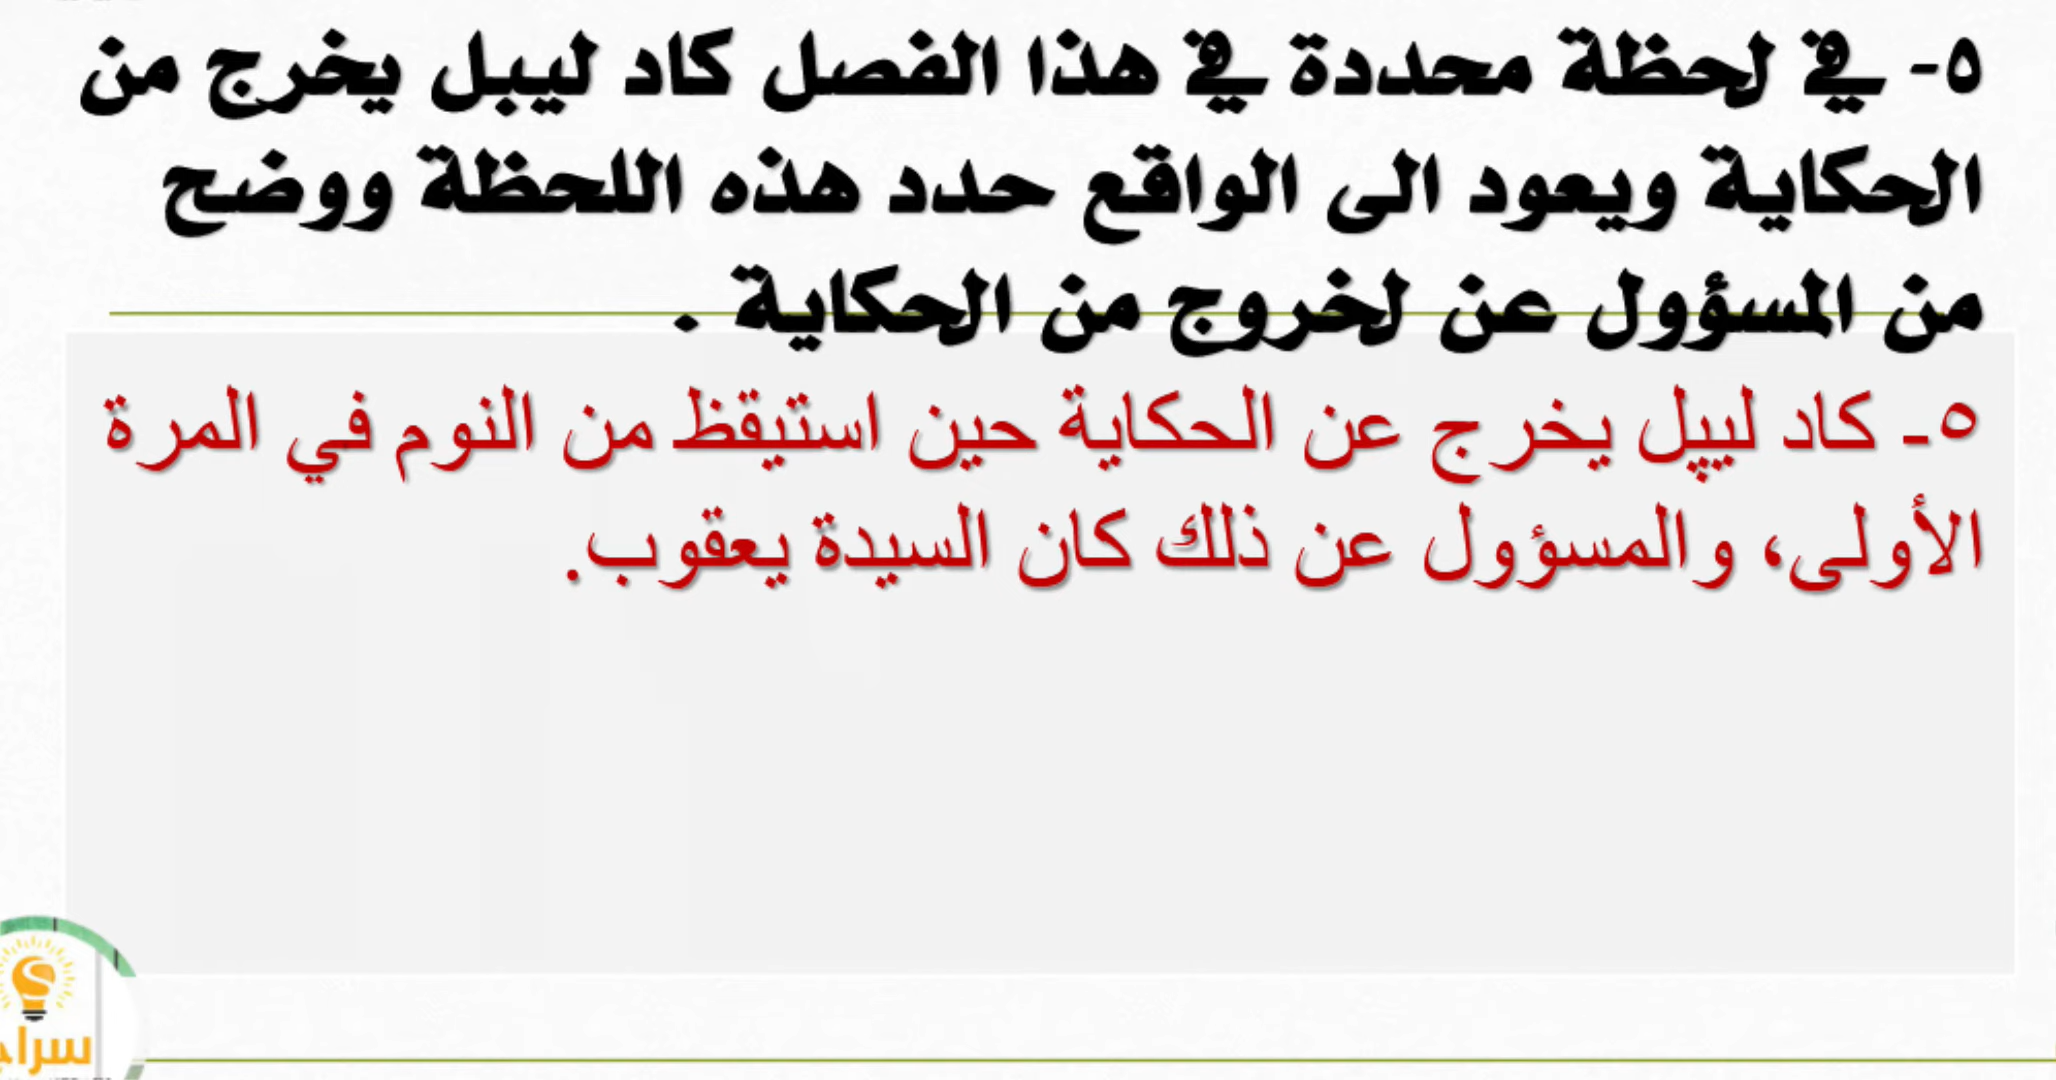 ٥- في لحظة محددة في هذا الفصل كاد ليبل يخرج من
الحكاية ويعود الى الواقع حدد هذه اللحظة ووضح
من المسؤول عن لخروج من الحكاية .
٥- كاد ليپل يخرج عن الحكاية حين استيقظ من النوم في المرة
الأولى، والمسؤول عن ذلك كان السيدة يعقوب.